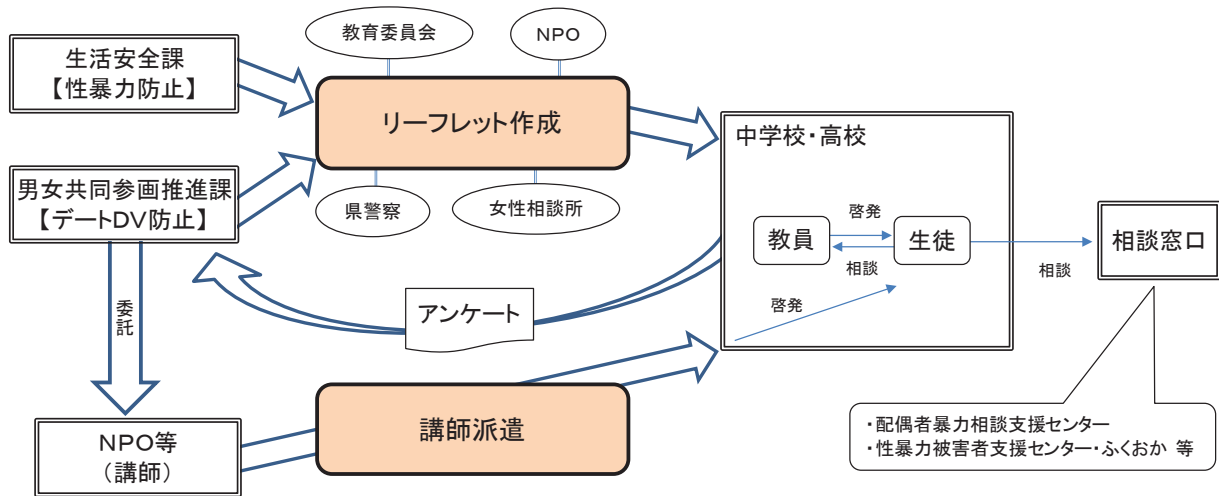 教育委員会
NPO
生活安全課
【性暴力防止】
リーフレット作成
中学校・高校
男女共同参画推進課
【デートDV防止】
県警察
女性相談所
啓発
教員
生徒
相談窓口
相談
相談
アンケート
啓発
委託
講師派遣
NPO等
（講師）
・配偶者暴力相談支援センター
・性暴力被害者支援センター・ふくおか 等